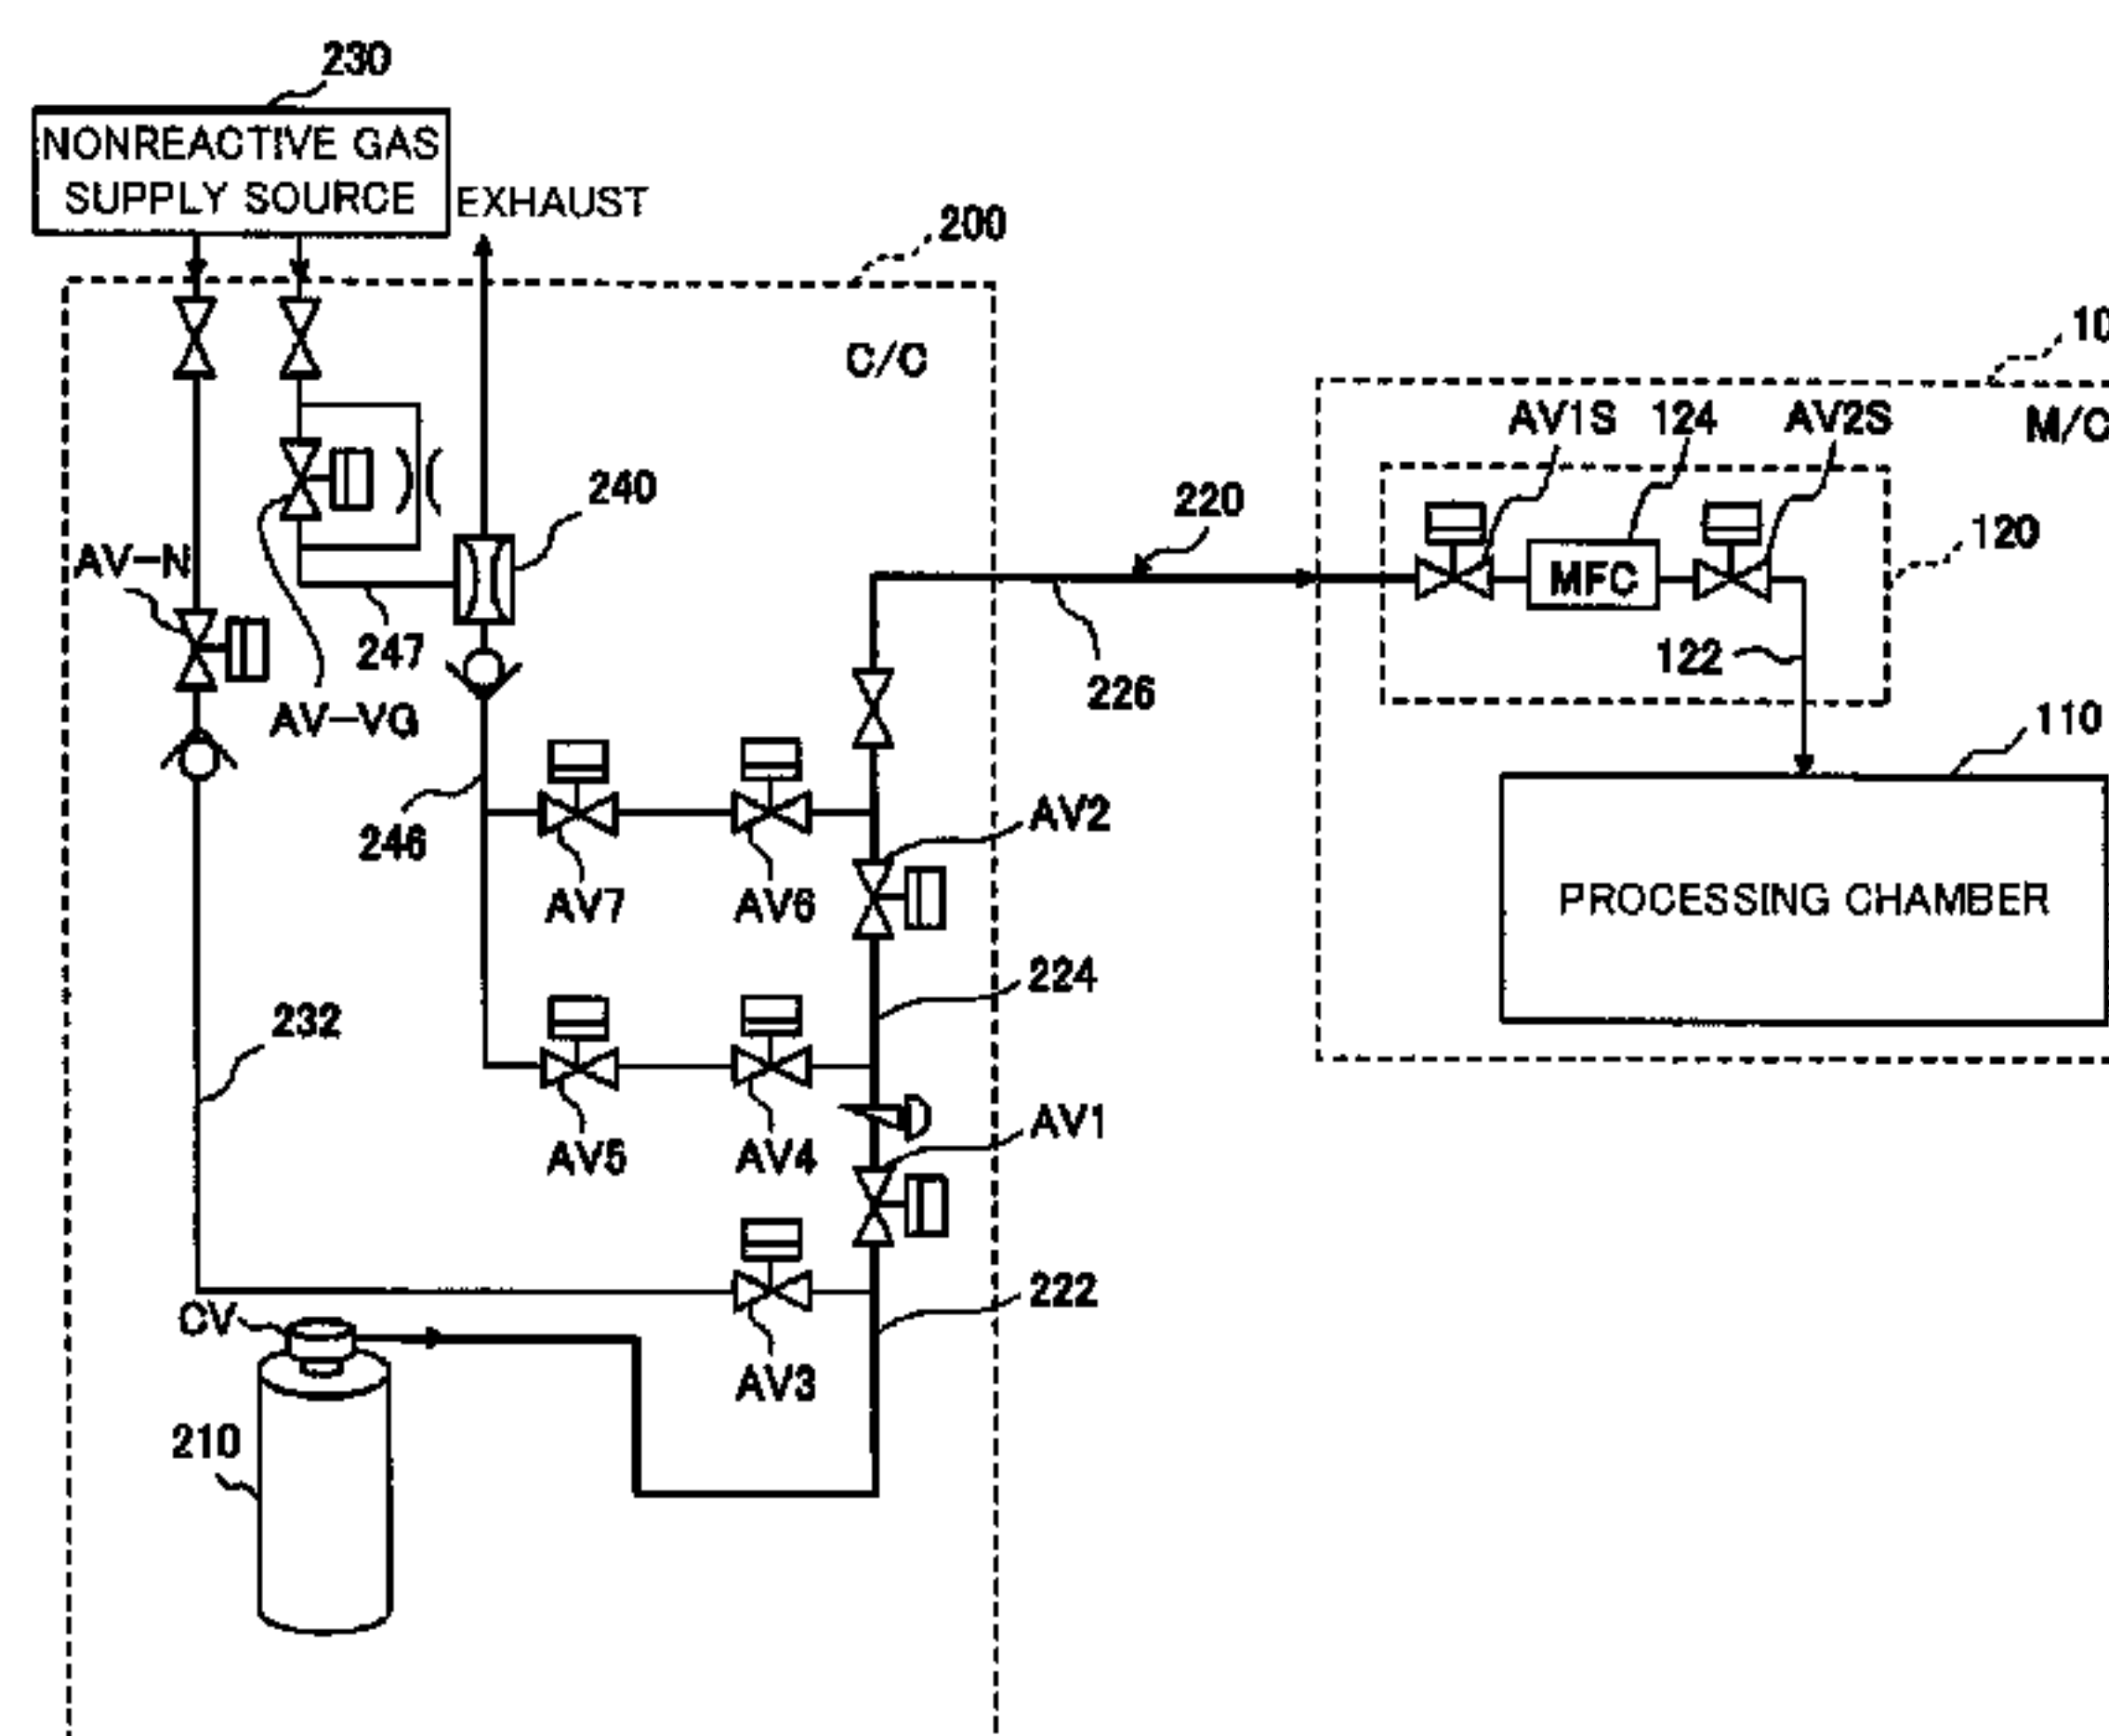 230
NONREACTIVE GAS
SUPPLY SOURCE
EXHAUST
200
C/C
10
M/C
AV1S
124
AV2S
240
220
120
AV-N
MFC
247
122
226
AV-VG
110
246
AV2
AV7
AV6
PROCESSING CHAMBER
224
232
AV1
AV5
AV4
222
CV
AV3
210